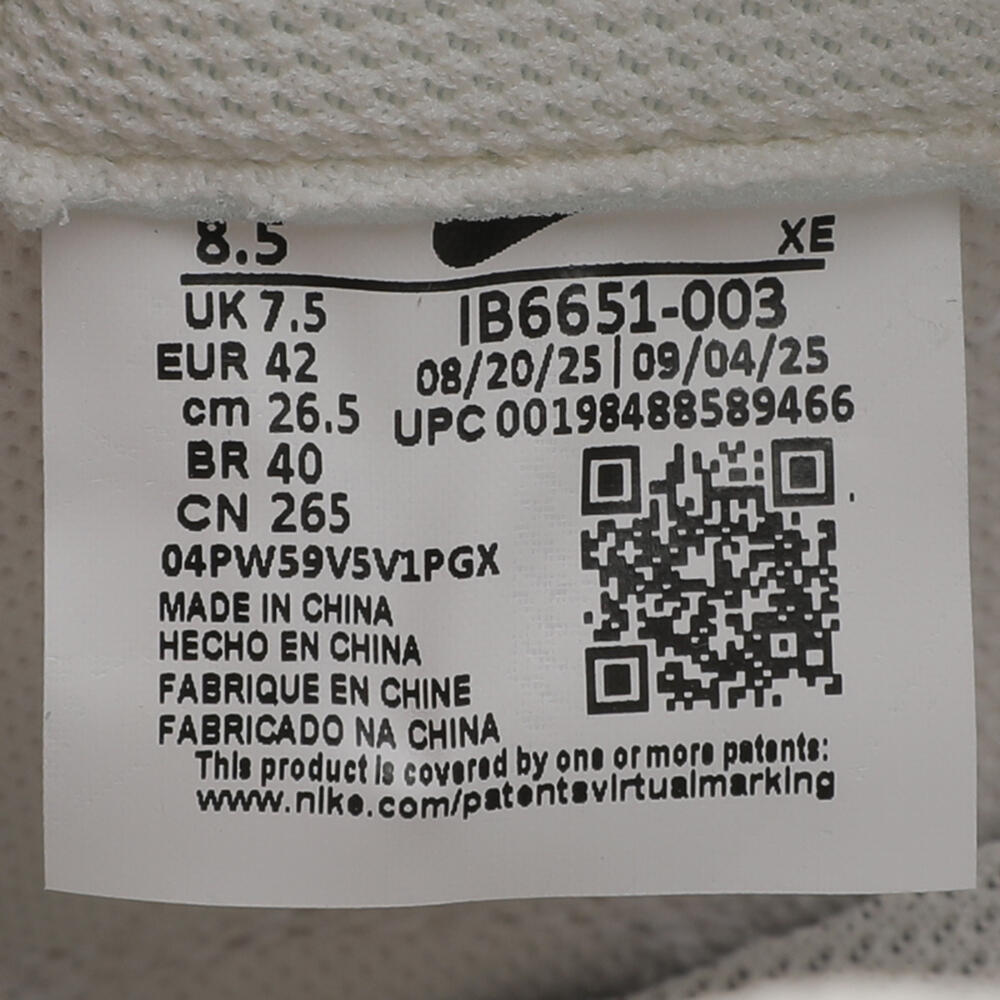 8.5 XE
UK 7.5 IB6651-003
EUR 42 08/20/25 | 09/04/25
cm 26.5 UPC 00198488589466
BR 40
CN 265
04PW59V5V1PGX
MADE IN CHINA
HECHO EN CHINA
FABRIQUE EN CHINE
FABRICADO NA CHINA
This product is covered by one or more patents:
www.nike.com/patentsvirtualmarking